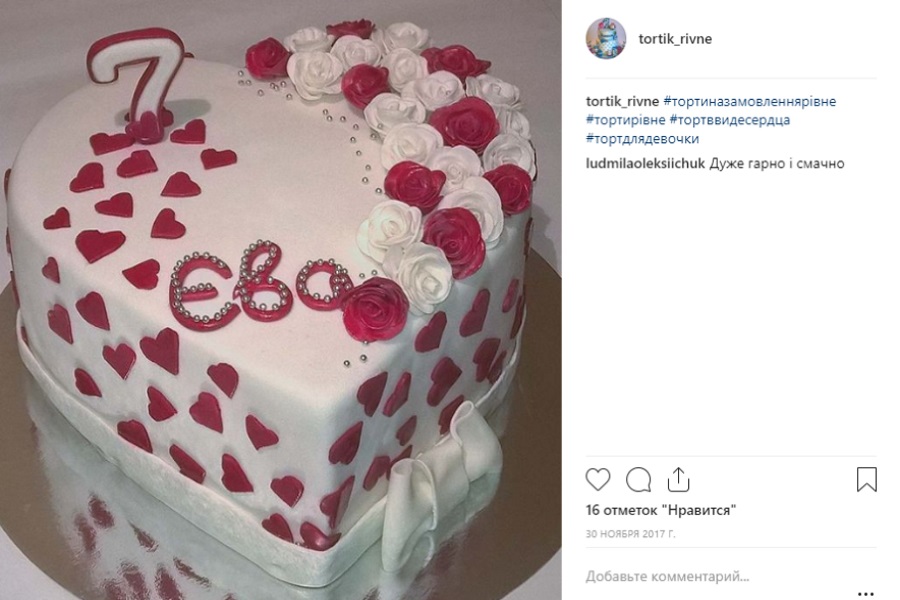 7
Єва
tortik_rivne
tortik_rivne #тортиназамовленнярівне
#тортирівне #тортввидесердца
#тортдлядевочки
ludmilaoleksiichuk Дуже гарно і смачно
16 отметок "Нравится"
30 НОЯБРЯ 2017 Г.
Добавьте комментарий...